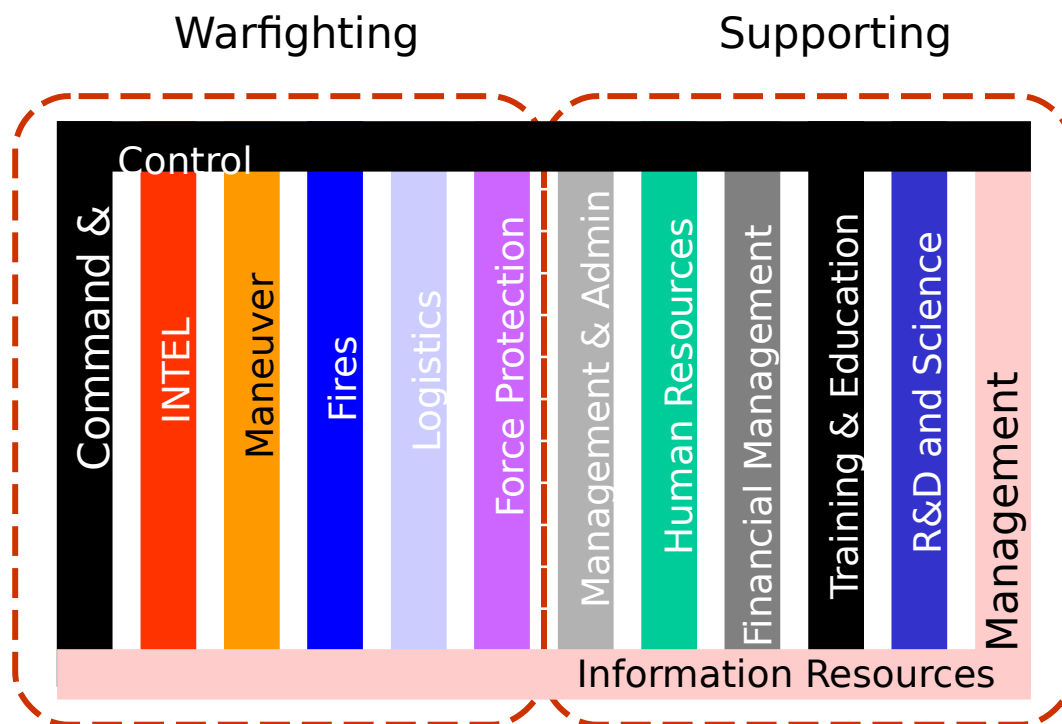 Warfighting
Supporting
Command &
Control
INTEL
Maneuver
Fires
Logistics
Force Protection
Management & Admin
Human Resources
Financial Management
Training & Education
R&D and Science
Information Resources
Management